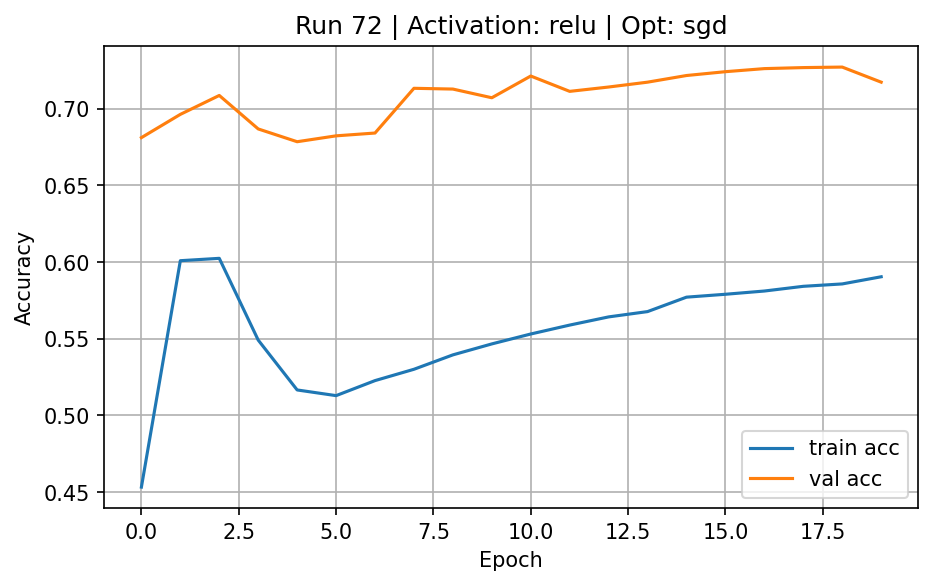 Run 72 | Activation: relu | Opt: sgd
0.70
0.65
0.60
0.55
0.50
0.45
Accuracy
train acc
val acc
0.0 2.5 5.0 7.5 10.0 12.5 15.0 17.5
Epoch